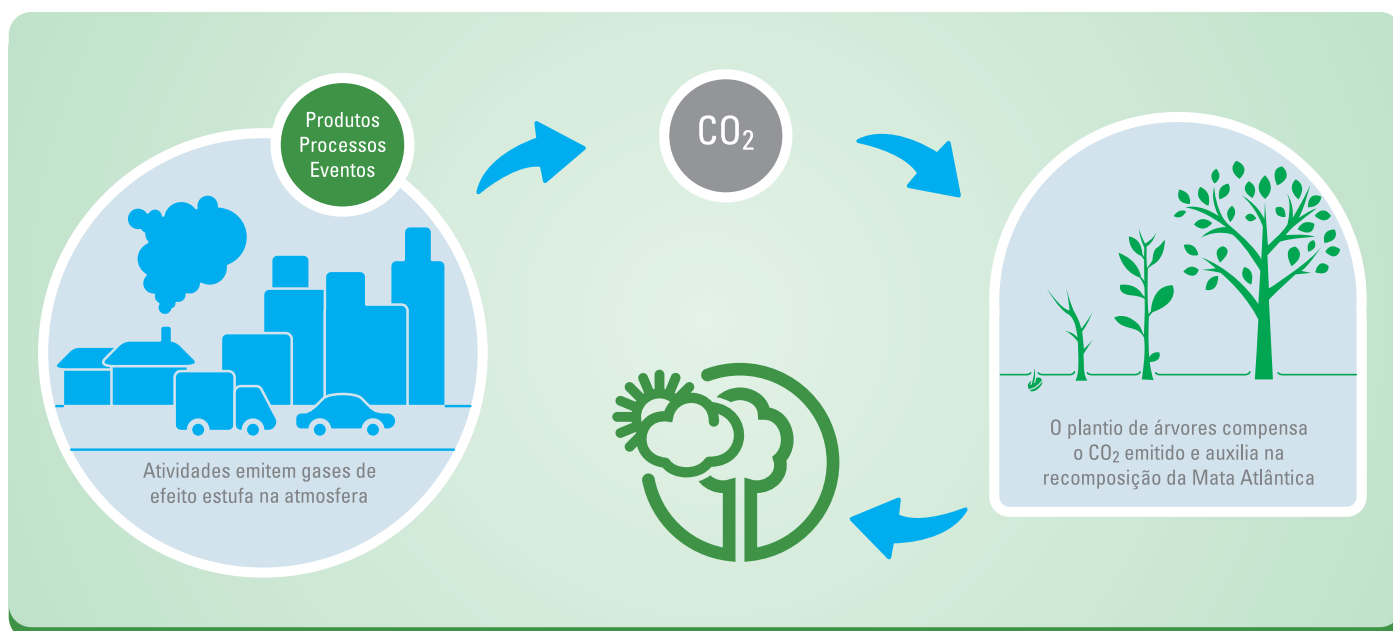 Produtos
Processos
Eventos
CO₂
Atividades emitem gases de
efeito estufa na atmosfera
O plantio de árvores compensa
o CO₂ emitido e auxilia na
recomposição da Mata Atlântica